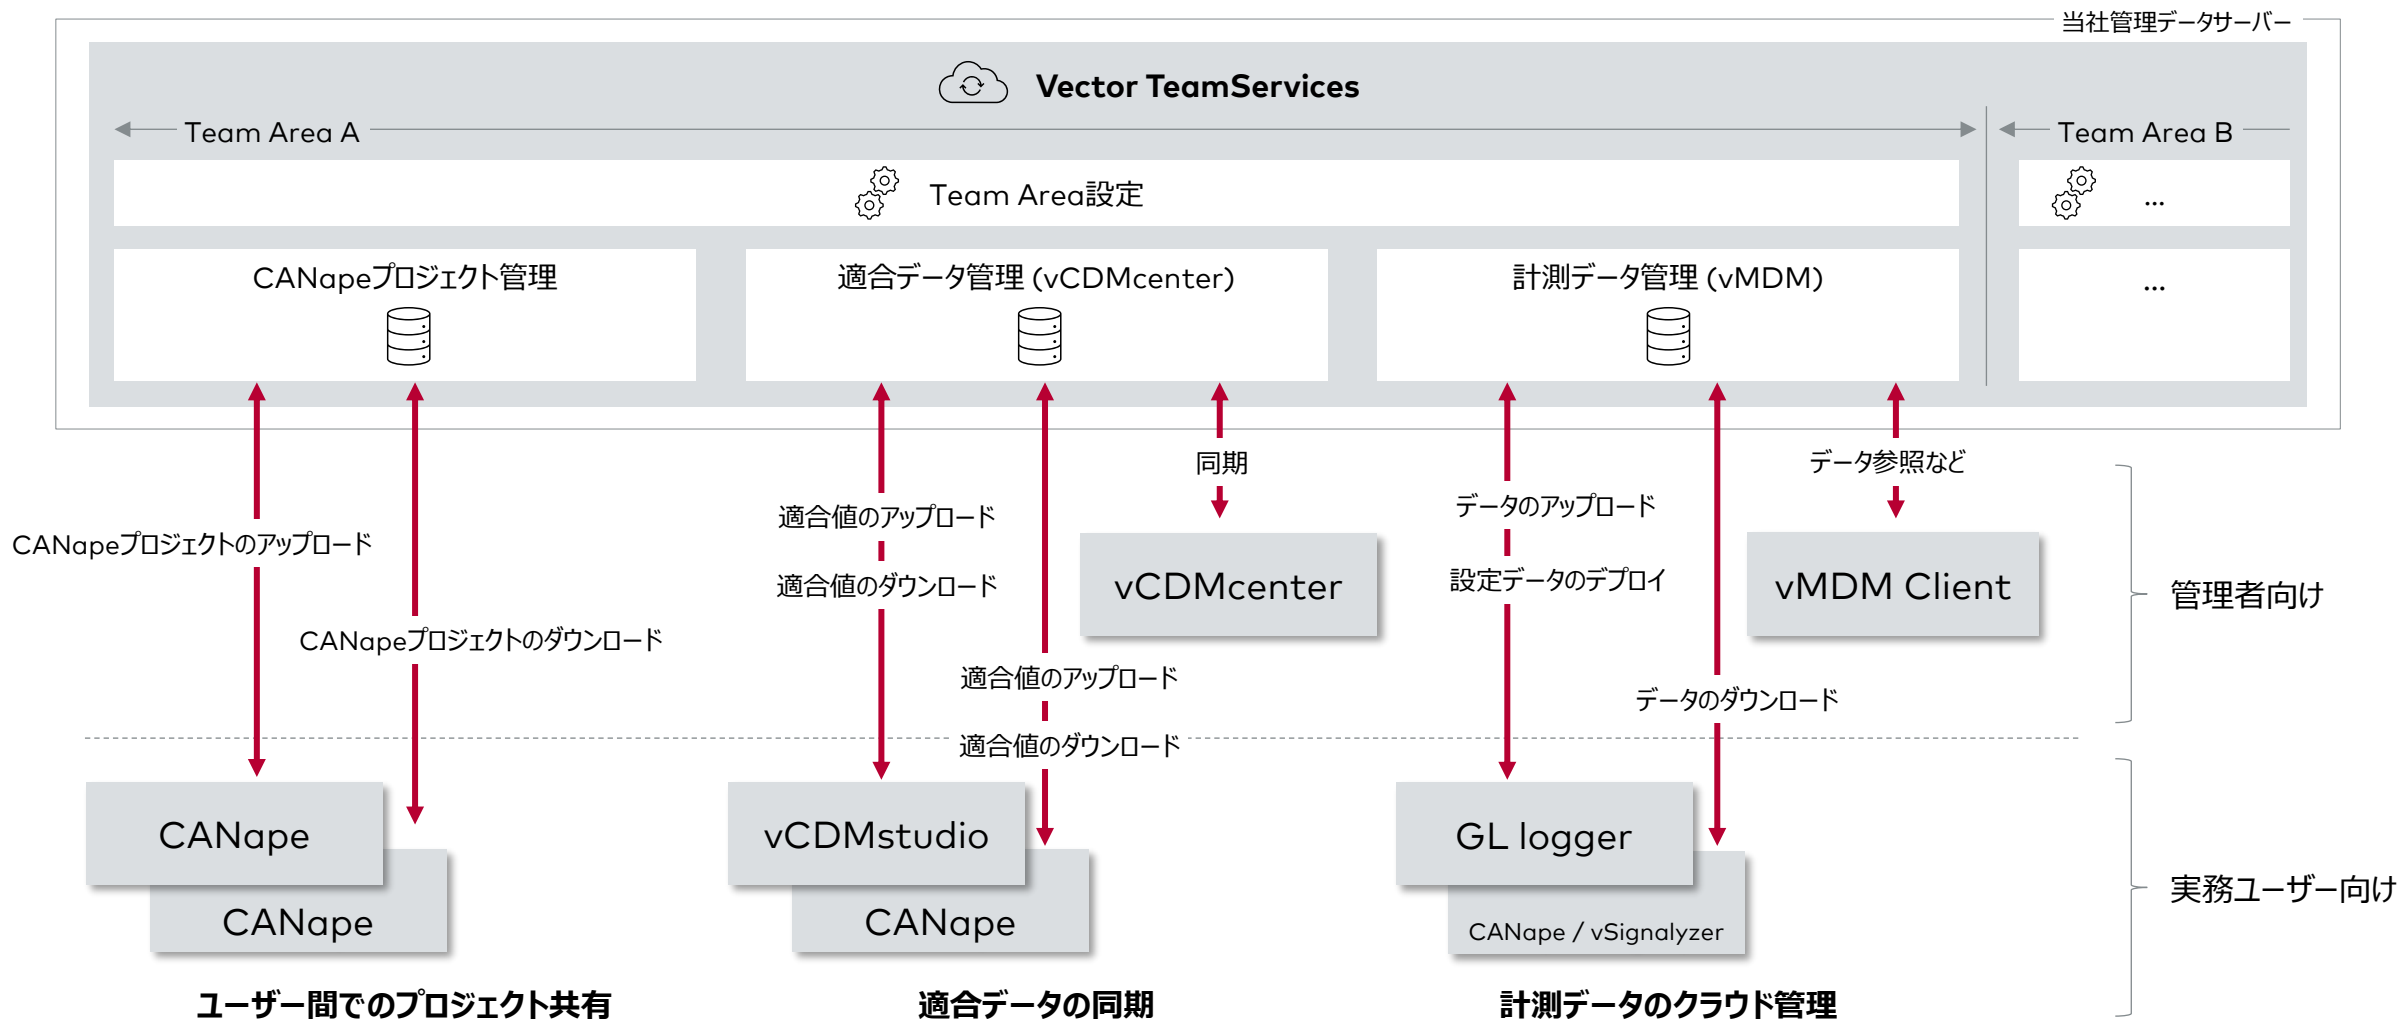 当社管理データサーバー
Vector TeamServices
Team Area A
Team Area B
Team Area設定
...
CANapeプロジェクト管理
適合データ管理 (vCDMcenter)
計測データ管理 (vMDM)
...
CANapeプロジェクトのアップロード
CANapeプロジェクトのダウンロード
適合値のアップロード
適合値のダウンロード
同期
vCDMcenter
適合値のアップロード
適合値のダウンロード
データのアップロード
設定データのデプロイ
データのダウンロード
データ参照など
vMDM Client
管理者向け
CANape
CANape
vCDMstudio
CANape
GL logger
CANape / vSignalyzer
実務ユーザー向け
ユーザー間でのプロジェクト共有
適合データの同期
計測データのクラウド管理